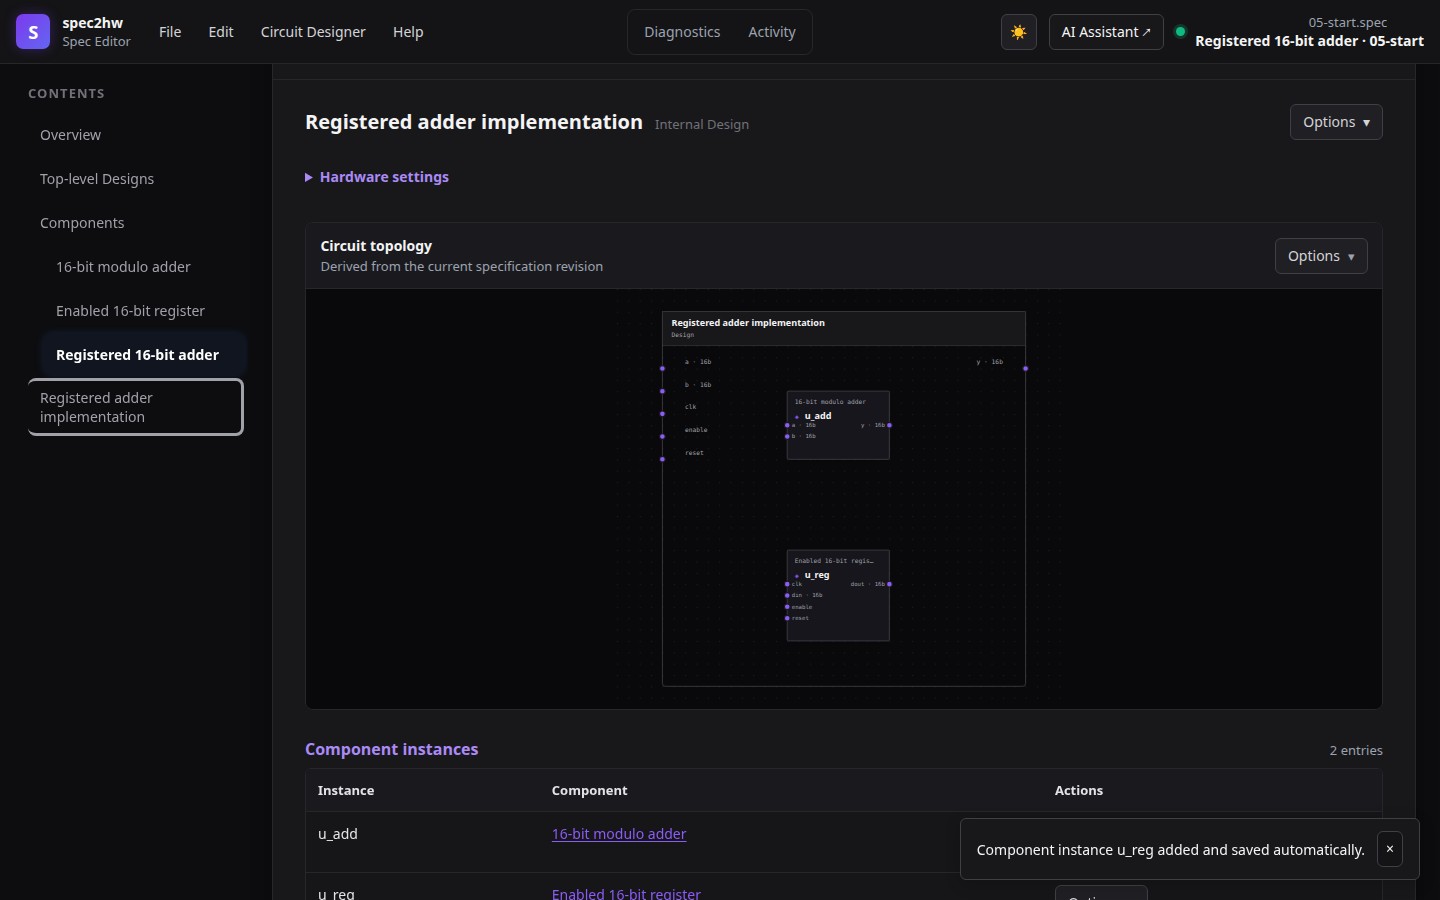 S
spec2hw
Spec Editor
File Edit Circuit Designer Help
Diagnostics Activity
AI Assistant ↗
05-start.spec
Registered 16-bit adder · 05-start
CONTENTS
Overview
Top-level Designs
Components
16-bit modulo adder
Enabled 16-bit register
Registered 16-bit adder
Registered adder
implementation
Registered adder implementation Internal Design
Options ▾
▶ Hardware settings
Circuit topology
Derived from the current specification revision
Options ▾
Registered adder implementation
Design
a · 16b
y · 16b
b · 16b
clk
enable
reset
16-bit modulo adder
u_add
a · 16b
y · 16b
b · 16b
Enabled 16-bit regis…
u_reg
clk
dout · 16b
din · 16b
enable
reset
Component instances
2 entries
Instance Component Actions
u_add 16-bit modulo adder
Component instance u_reg added and saved automatically. ×
u_reg Enabled 16-bit register